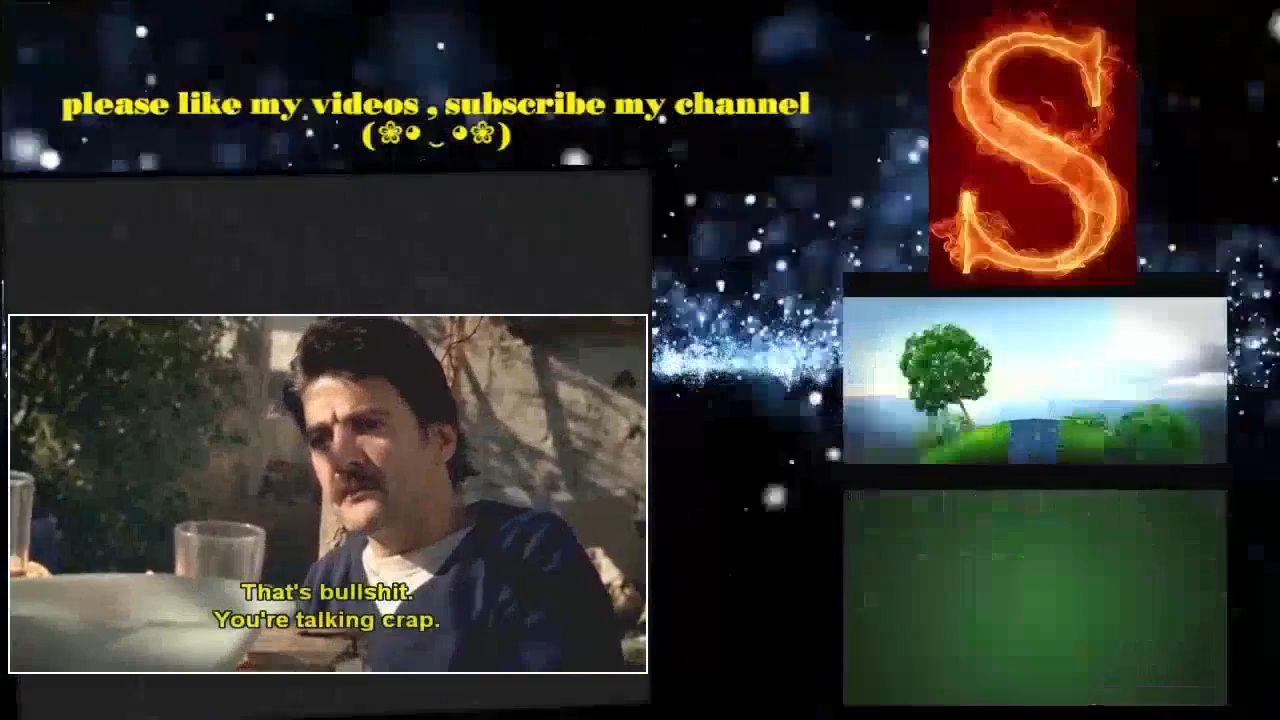 please like my videos , subscribe my channel
(❀◕ ‿ ◕❀)
S
That's bullshit.
You're talking crap.